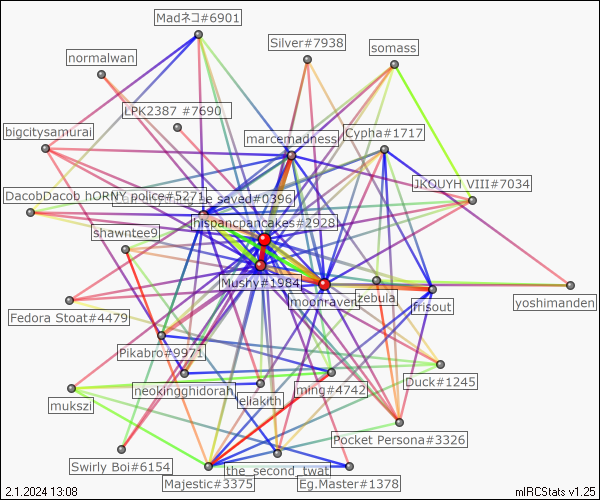 Madネコ#6901
Silver#7938
somass
normalwan
LPK2387 #7690
bigcitysamurai
marcemadness
Cypha#1717
JKOUYH VIII#7034
DacobDacob hORNY police#5271
e saved#0396
hispancpancakes#2928
shawntee9
Mushy#1984
moonraven
zebula
frisout
yoshimanden
Fedora Stoat#4479
Pikabro#9971
neokingghidorah
eliakith
ming#4742
Duck#1245
mukszi
Pocket Persona#3326
Swirly Boi#6154
the_second_twat
Majestic#3375
Eg.Master#1378
2.1.2024 13:08
mIRCStats v1.25